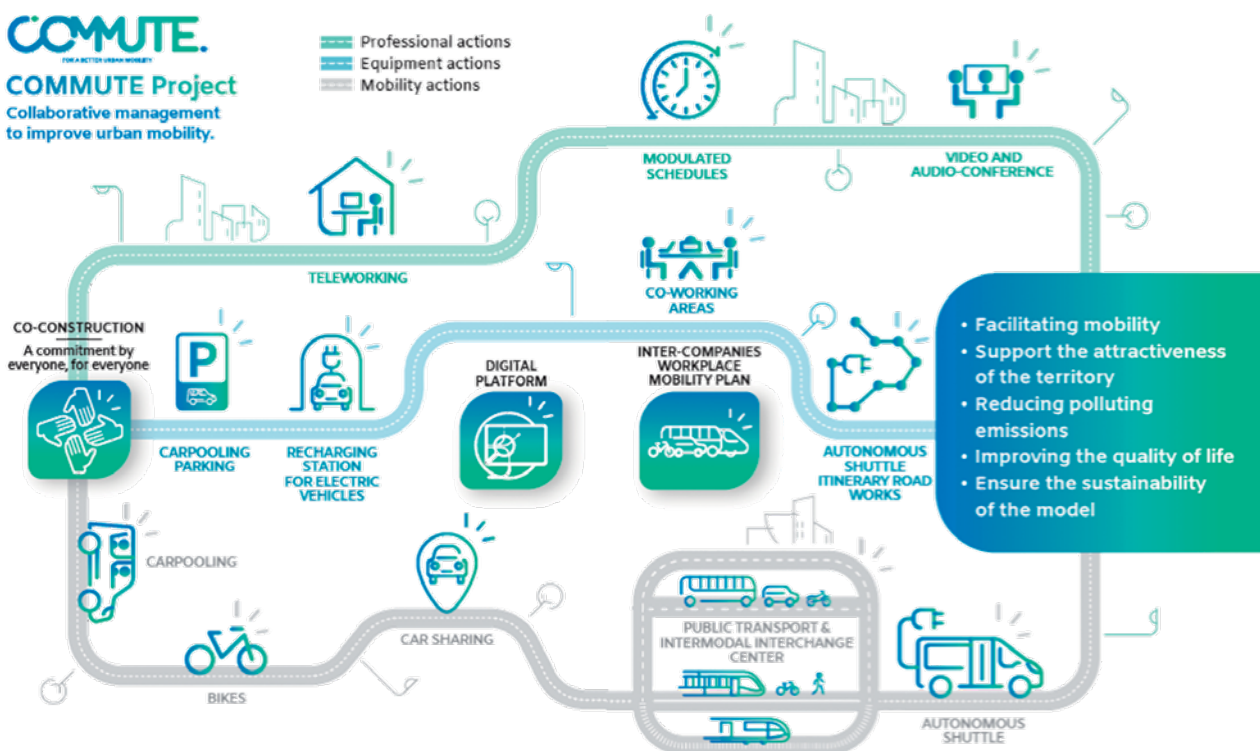 COMMUTE.
FOR A BETTER URBAN MOBILITY
COMMUTE Project
Collaborative management
to improve urban mobility.
Professional actions
Equipment actions
Mobility actions
MODULATED
SCHEDULES
VIDEO AND
AUDIO-CONFERENCE
TELEWORKING
CO-WORKING
AREAS
CO-CONSTRUCTION
A commitment by
everyone, for everyone
P
CARPOOLING
PARKING
RECHARGING
STATION
FOR ELECTRIC
VEHICLES
DIGITAL
PLATFORM
INTER-COMPANIES
WORKPLACE
MOBILITY PLAN
AUTONOMOUS
SHUTTLE
ITINERARY ROAD
WORKS
• Facilitating mobility
• Support the attractiveness
of the territory
• Reducing polluting
emissions
• Improving the quality of life
• Ensure the sustainability
of the model
CARPOOLING
BIKES
CAR SHARING
PUBLIC TRANSPORT &
INTERMODAL INTERCHANGE
CENTER
AUTONOMOUS
SHUTTLE